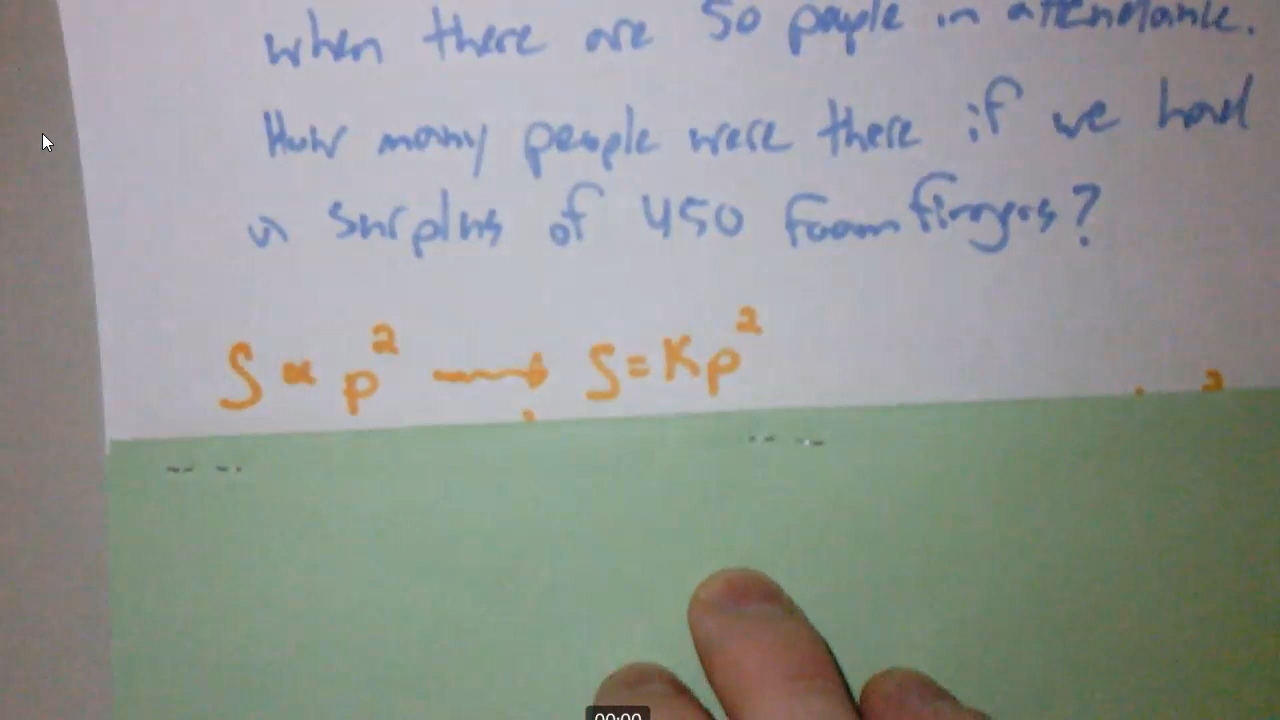 when there are 50 people in attendance.
How many people were there if we had
a surplus of 450 foam fingers?
S ∝ p² → S = Kp²
00:00